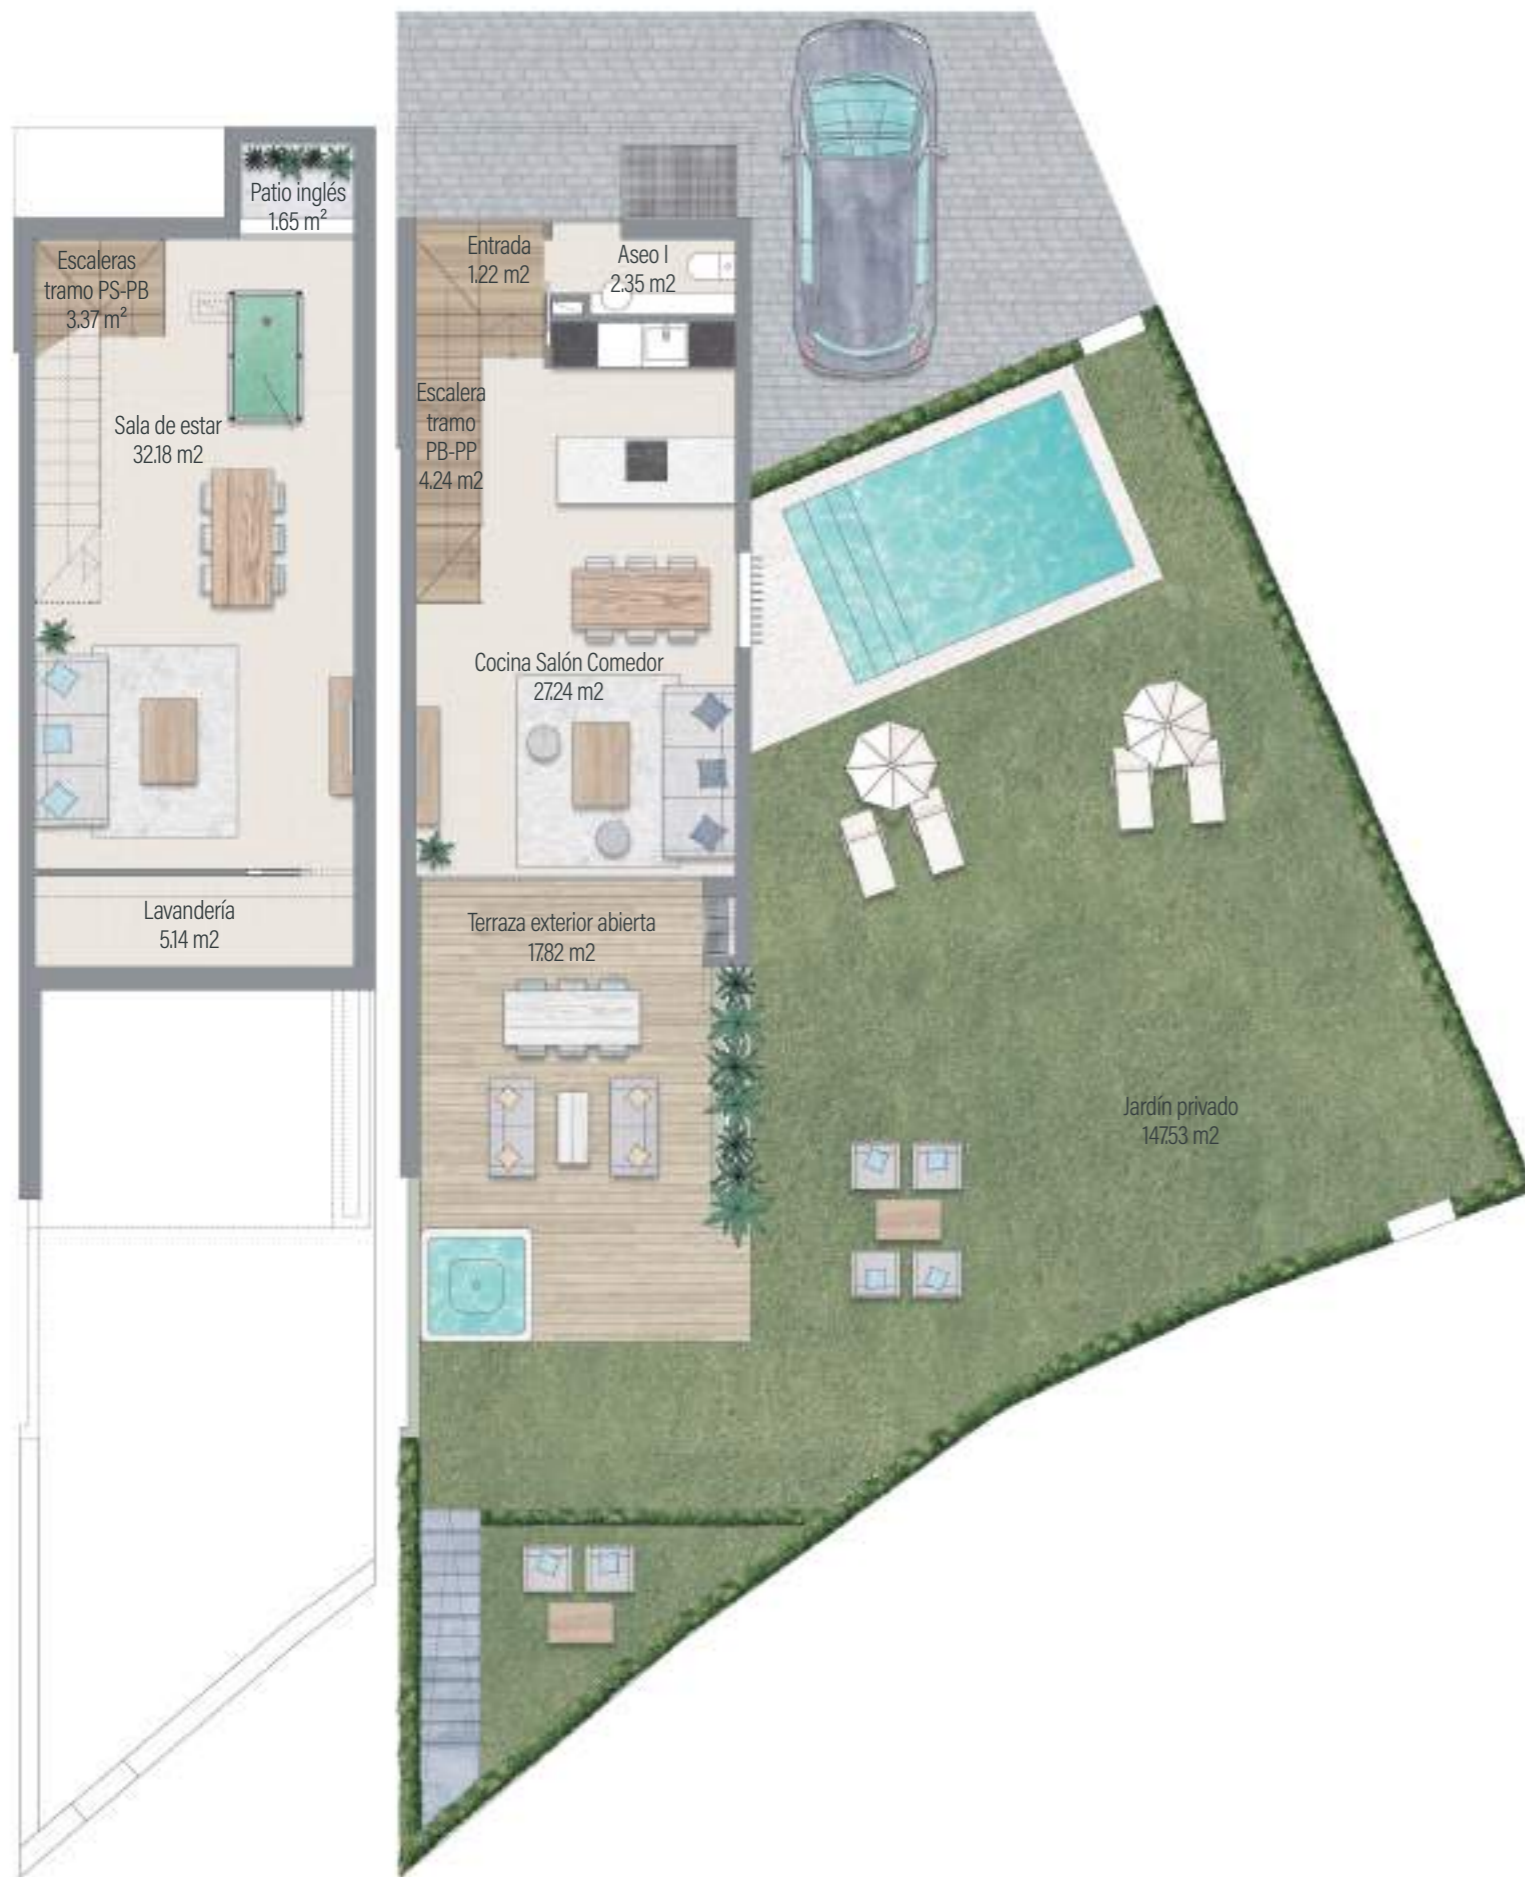 Patio inglés
1.65 m²
Escaleras
tramo PS-PB
3.37 m²
Sala de estar
32.18 m2
Lavandería
5.14 m2
Entrada
1.22 m2
Aseo I
2.35 m2
Escalera
tramo
PB-PP
4.24 m2
Cocina Salón Comedor
27.24 m2
Terraza exterior abierta
17.82 m2
Jardín privado
147.53 m2